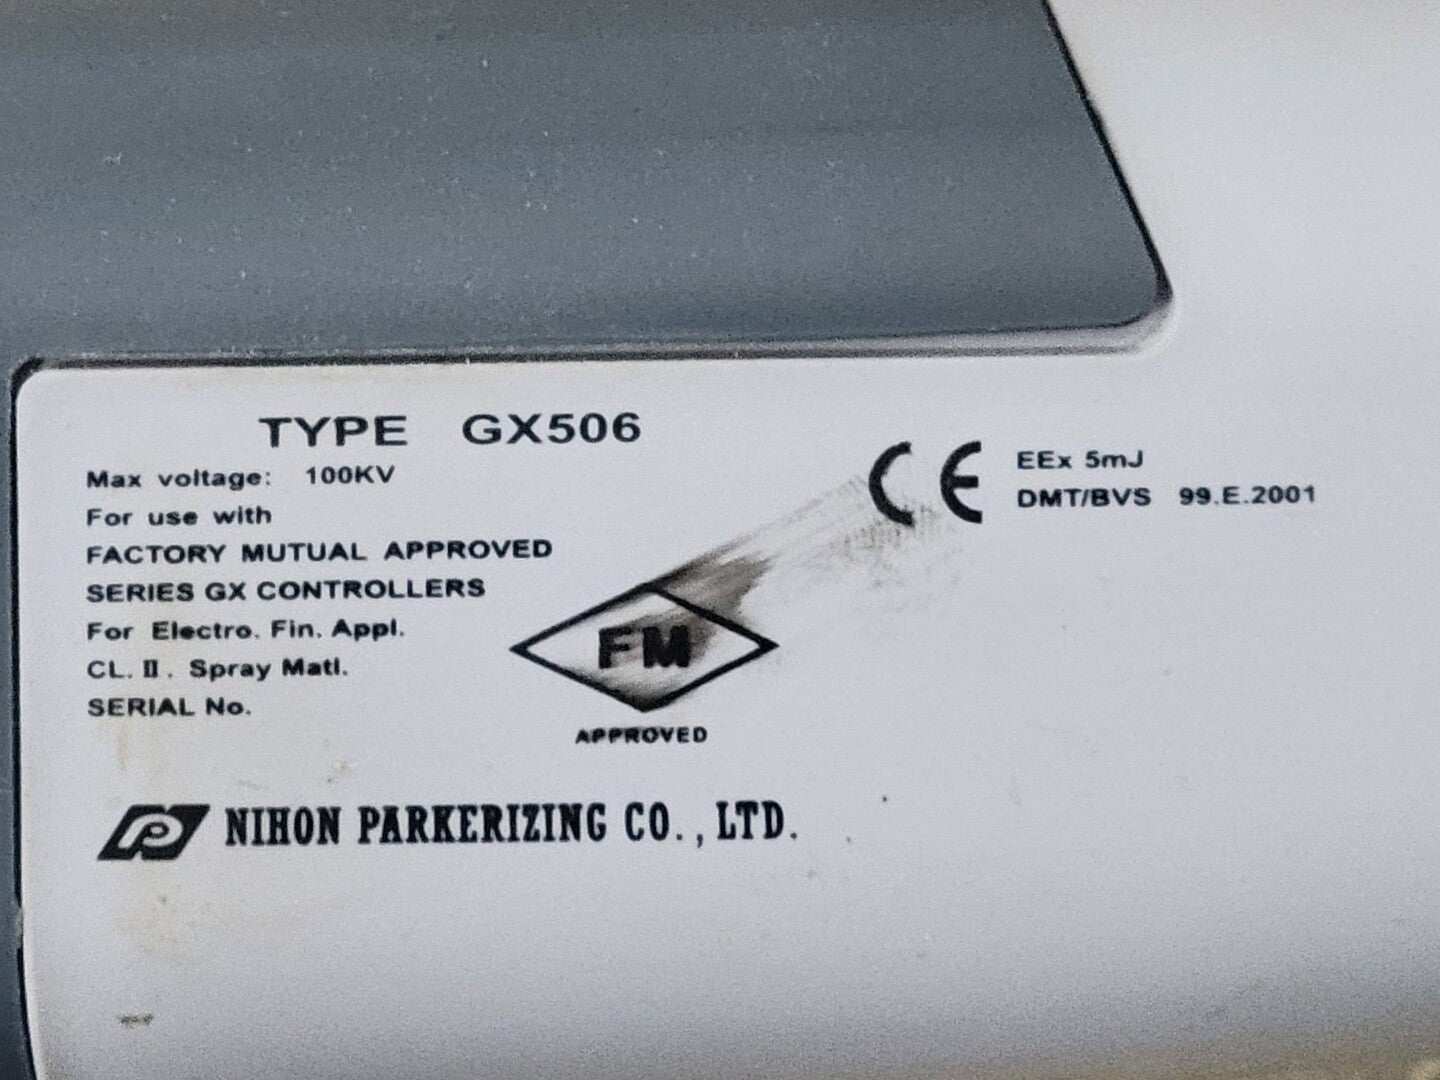 TYPE GX506
Max voltage: 100KV
For use with
FACTORY MUTUAL APPROVED
SERIES GX CONTROLLERS
For Electro. Fin. Appl.
CL. II. Spray Matl.
SERIAL No.
FM
APPROVED
CE
EEx 5mJ
DMT/BVS 99.E.2001
P NIHON PARKERIZING CO., LTD.